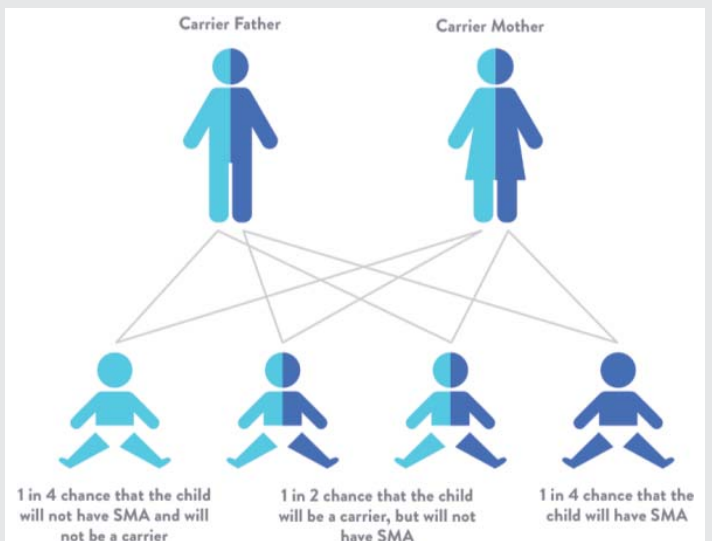 Carrier Father
Carrier Mother
1 in 4 chance that the child
will not have SMA and will
not be a carrier
1 in 2 chance that the child
will be a carrier, but will not
have SMA
1 in 4 chance that the
child will have SMA